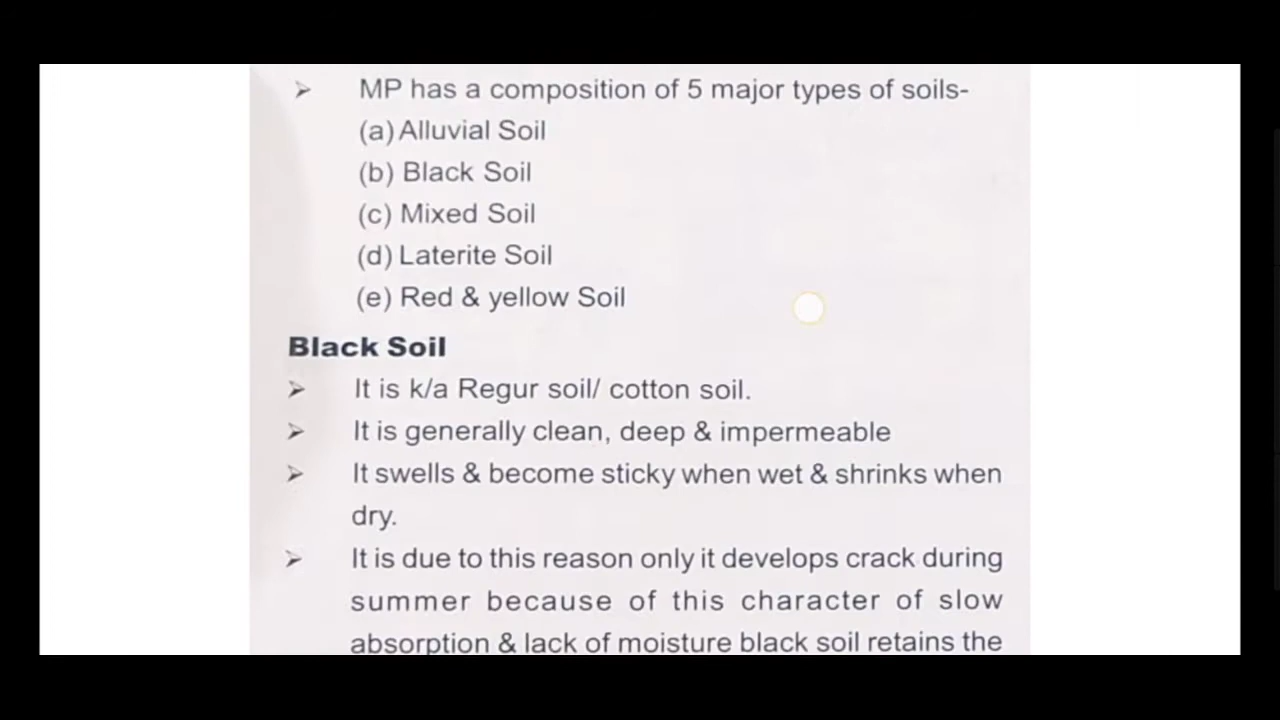 ➢ MP has a composition of 5 major types of soils-
(a) Alluvial Soil
(b) Black Soil
(c) Mixed Soil
(d) Laterite Soil
(e) Red & yellow Soil
Black Soil
➢ It is k/a Regur soil/ cotton soil.
➢ It is generally clean, deep & impermeable
➢ It swells & become sticky when wet & shrinks when
dry.
➢ It is due to this reason only it develops crack during
summer because of this character of slow
absorption & lack of moisture black soil retains the